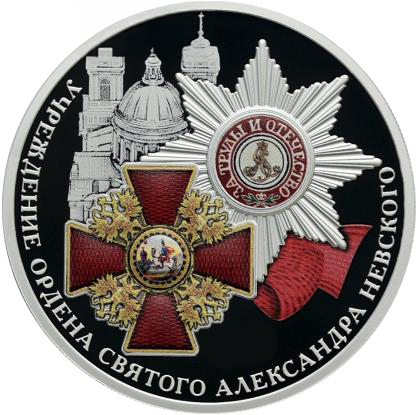 УЧРЕЖДЕНИЕ ОРДЕНА СВЯТОГО АЛЕКСАНДРА НЕВСКОГО
ЗА ТРУДЫ И ОТЕЧЕСТВО